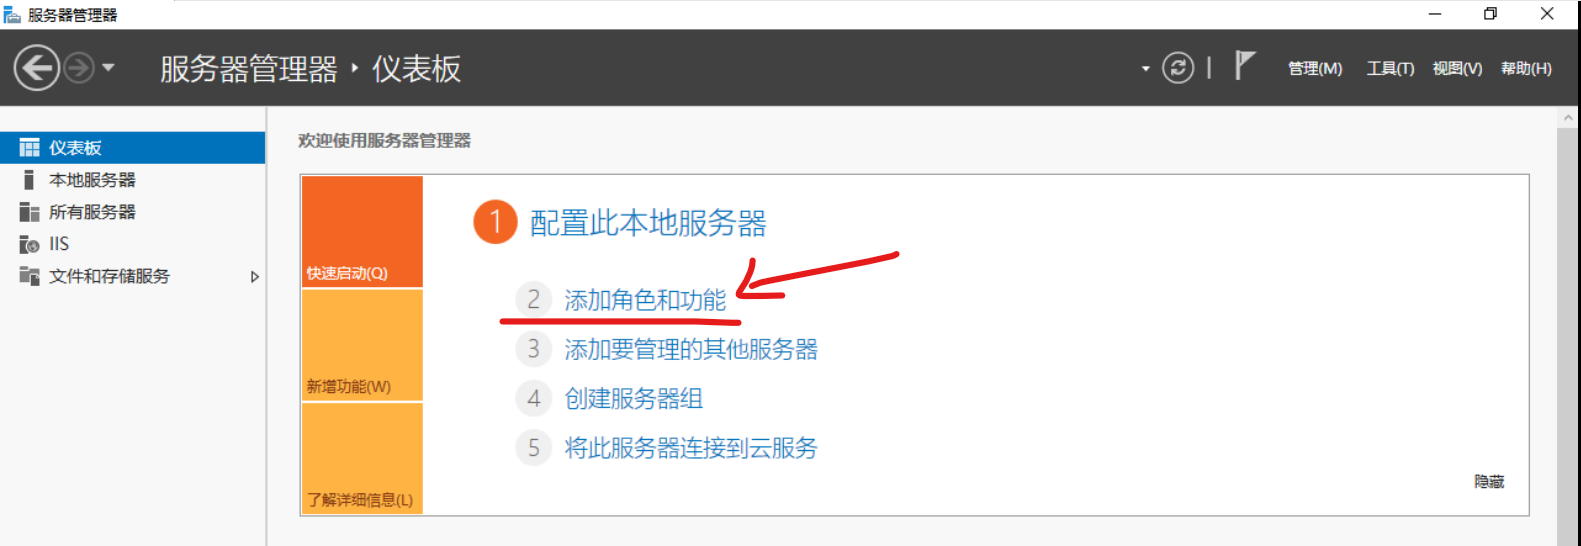 服务器管理器
服务器管理器 ‣ 仪表板
管理(M) 工具(T) 视图(V) 帮助(H)
仪表板
本地服务器
所有服务器
IIS
文件和存储服务
欢迎使用服务器管理器
快速启动(Q)
新增功能(W)
了解详细信息(L)
1 配置此本地服务器
2 添加角色和功能
3 添加要管理的其他服务器
4 创建服务器组
5 将此服务器连接到云服务
隐藏